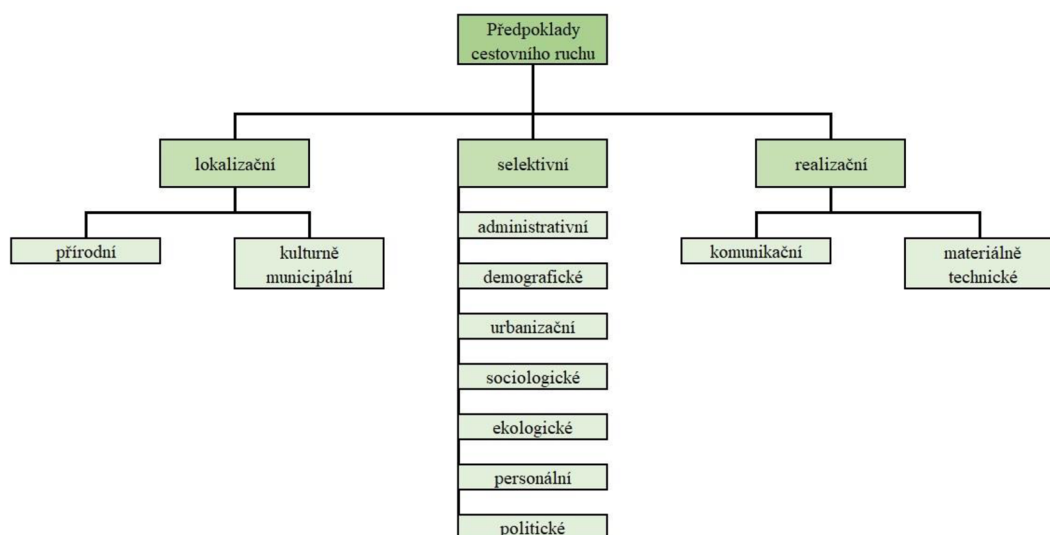 Předpoklady
cestovního ruchu
lokalizační
selektivní
realizační
přírodní
kulturně
municipální
administrativní
demografické
urbanizační
sociologické
ekologické
personální
politické
komunikační
materiálně
technické